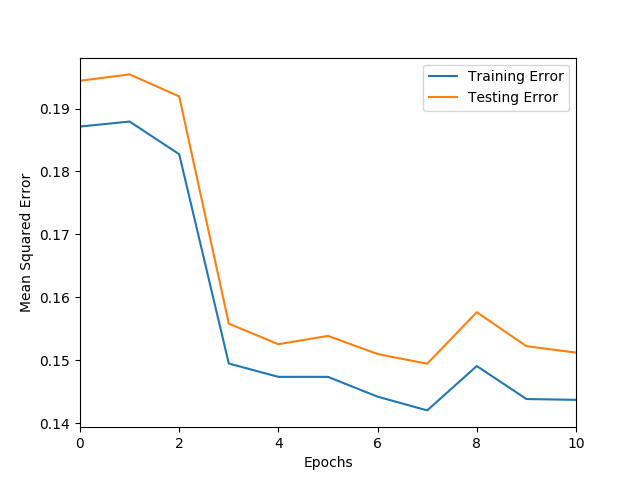 Training Error
Testing Error
0.19
0.18
0.17
0.16
0.15
0.14
Mean Squared Error
0 2 4 6 8 10
Epochs